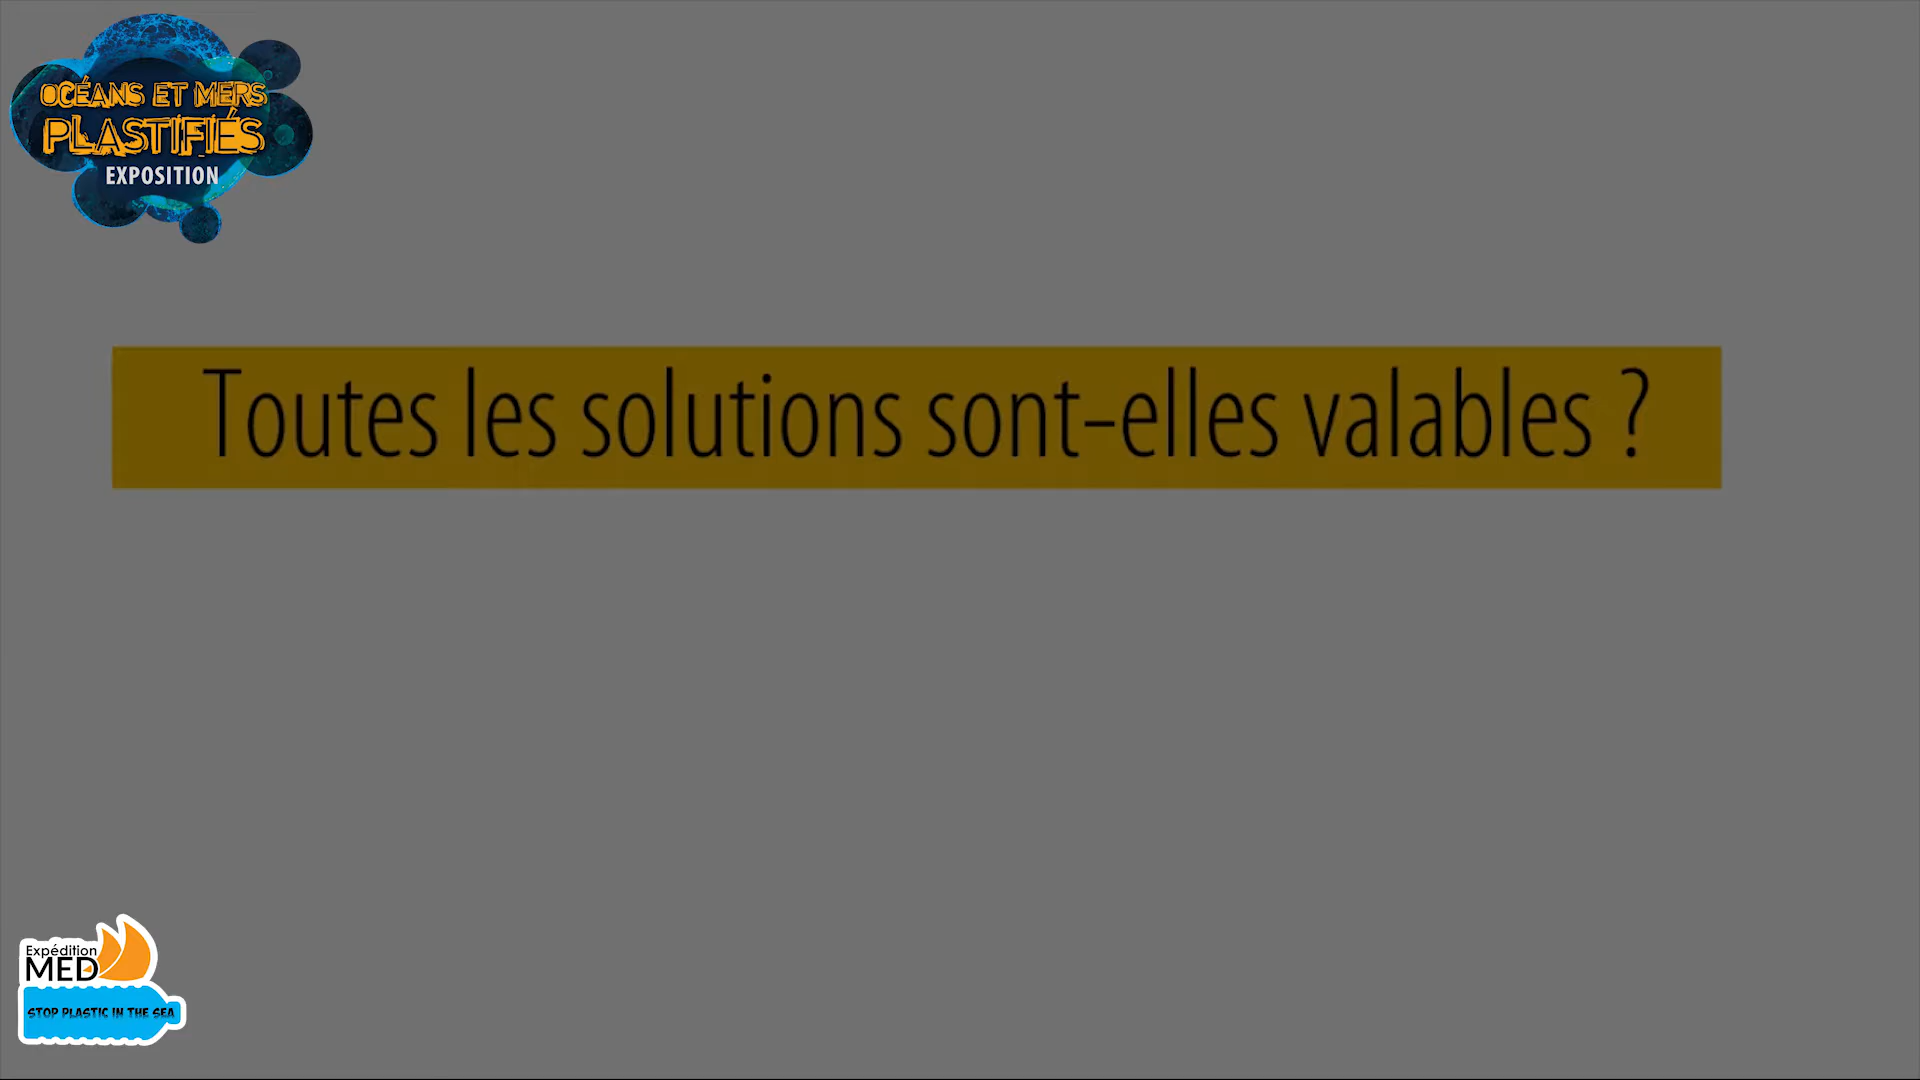 OCÉANS ET MERS
PLASTIFIÉS
EXPOSITION
Toutes les solutions sont-elles valables ?
Expédition
MED
STOP PLASTIC IN THE SEA